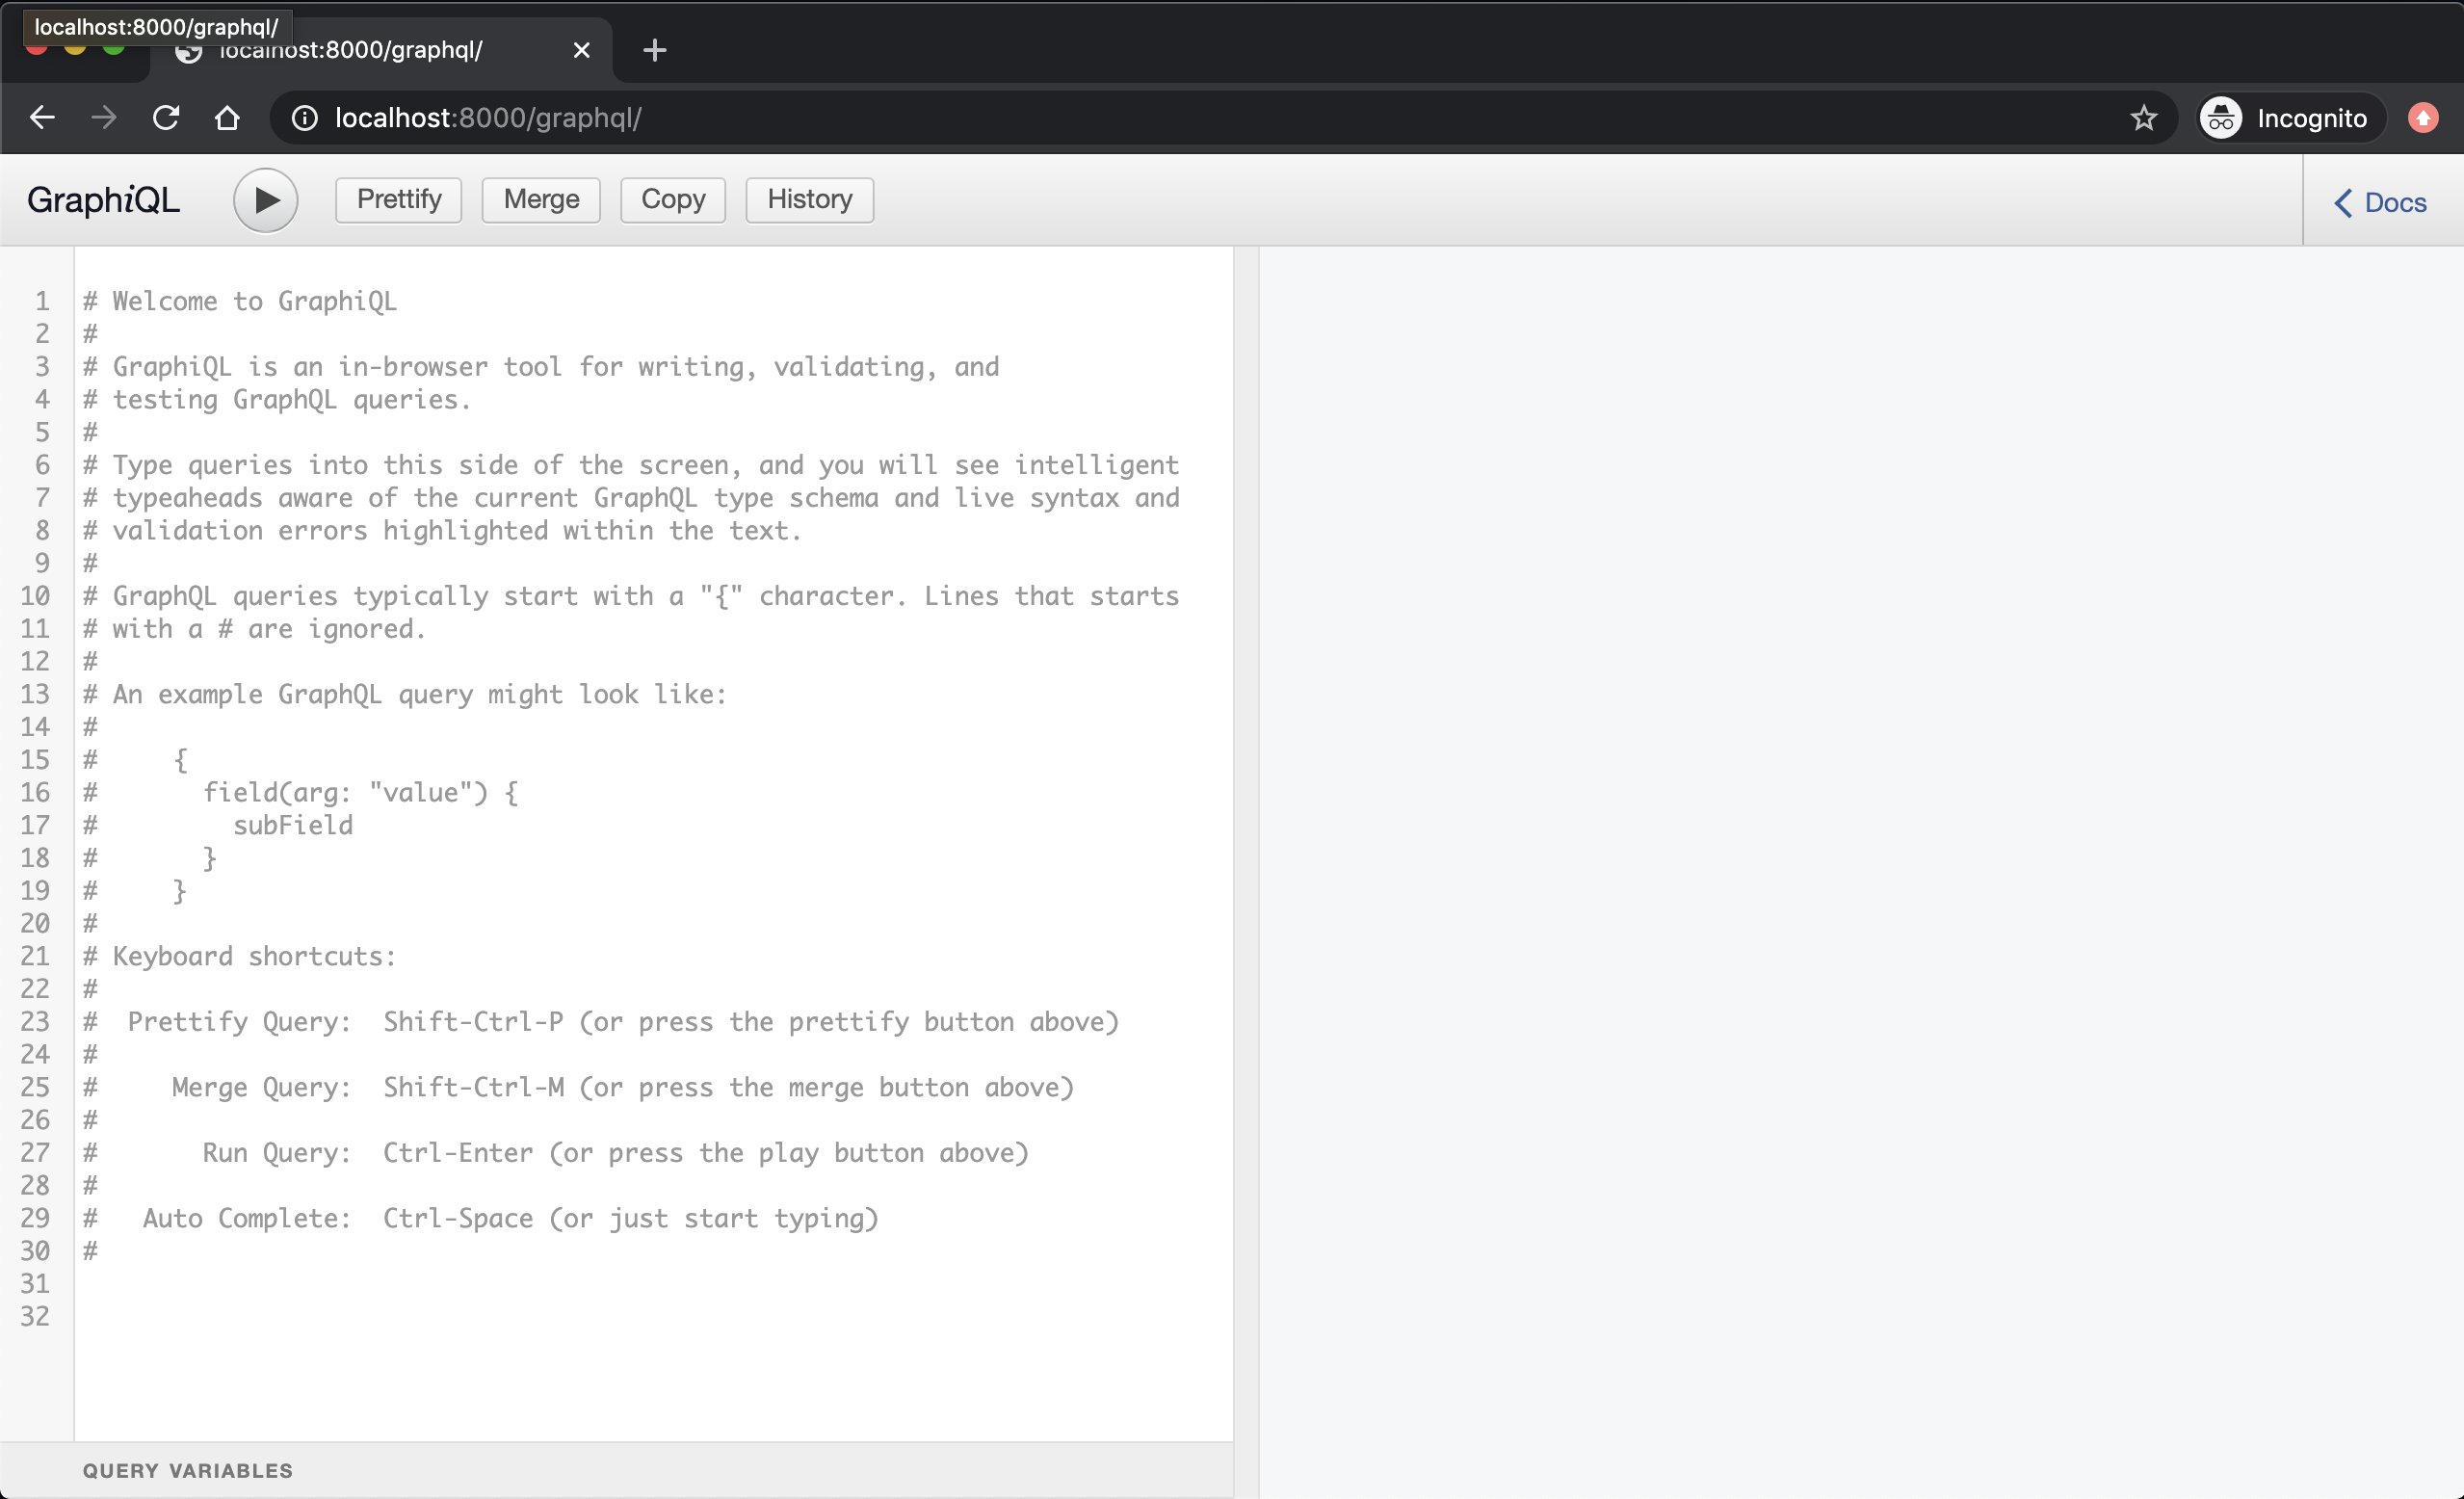 localhost:8000/graphql/
localhost:8000/graphql/
localhost:8000/graphql/
Incognito
GraphiQL
Prettify
Merge
Copy
History
Docs
1 # Welcome to GraphiQL
2 #
3 # GraphiQL is an in-browser tool for writing, validating, and
4 # testing GraphQL queries.
5 #
6 # Type queries into this side of the screen, and you will see intelligent
7 # typeaheads aware of the current GraphQL type schema and live syntax and
8 # validation errors highlighted within the text.
9 #
10 # GraphQL queries typically start with a "{" character. Lines that starts
11 # with a # are ignored.
12 #
13 # An example GraphQL query might look like:
14 #
15 #     {
16 #       field(arg: "value") {
17 #         subField
18 #       }
19 #     }
20 #
21 # Keyboard shortcuts:
22 #
23 #  Prettify Query:  Shift-Ctrl-P (or press the prettify button above)
24 #
25 #     Merge Query:  Shift-Ctrl-M (or press the merge button above)
26 #
27 #       Run Query:  Ctrl-Enter (or press the play button above)
28 #
29 #   Auto Complete:  Ctrl-Space (or just start typing)
30 #
31
32
QUERY VARIABLES